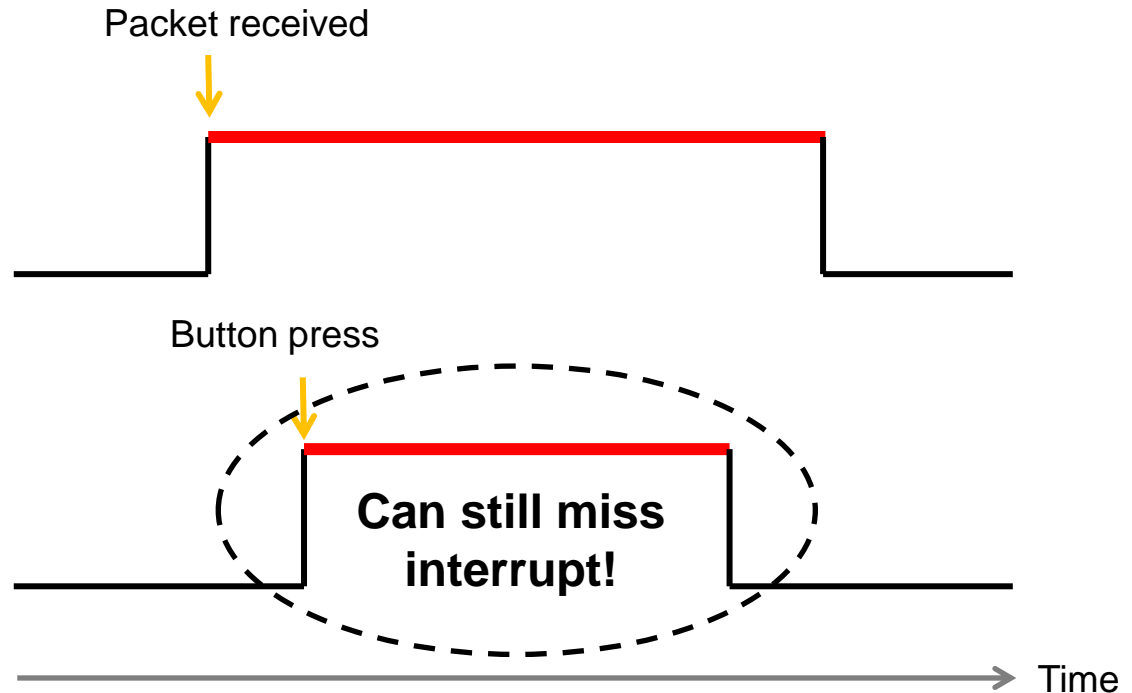 Packet received
Button press
Can still miss
interrupt!
Time